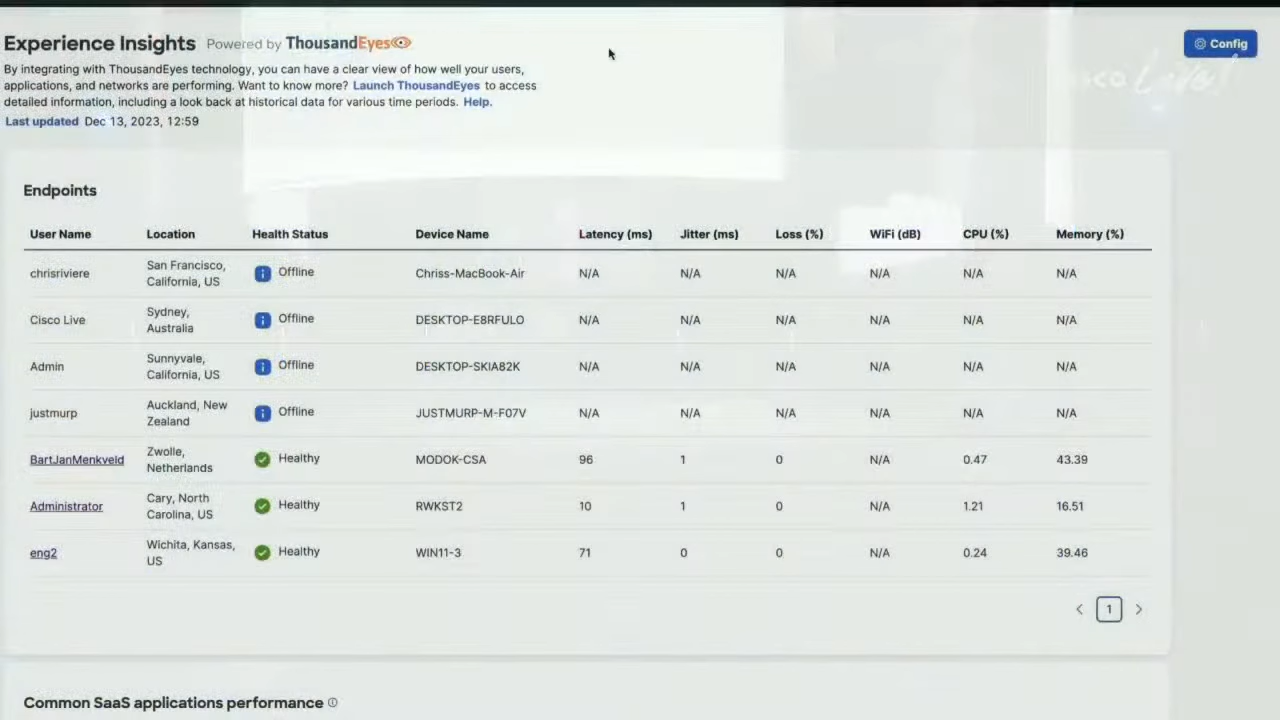 Experience Insights Powered by ThousandEyes
Config
By integrating with ThousandEyes technology, you can have a clear view of how well your users,
applications, and networks are performing. Want to know more? Launch ThousandEyes to access
detailed information, including a look back at historical data for various time periods. Help.
Last updated Dec 13, 2023, 12:59
Endpoints
User Name Location Health Status Device Name Latency (ms) Jitter (ms) Loss (%) WiFi (dB) CPU (%) Memory (%)
chrisriviere San Francisco, California, US Offline Chriss-MacBook-Air N/A N/A N/A N/A N/A N/A
Cisco Live Sydney, Australia Offline DESKTOP-E8RFULO N/A N/A N/A N/A N/A N/A
Admin Sunnyvale, California, US Offline DESKTOP-SKIA82K N/A N/A N/A N/A N/A N/A
justmurp Auckland, New Zealand Offline JUSTMURP-M-F07V N/A N/A N/A N/A N/A N/A
BartJanMenkveld Zwolle, Netherlands Healthy MODOK-CSA 96 1 0 N/A 0.47 43.39
Administrator Cary, North Carolina, US Healthy RWKST2 10 1 0 N/A 1.21 16.51
eng2 Wichita, Kansas, US Healthy WIN11-3 71 0 0 N/A 0.24 39.46
1
Common SaaS applications performance